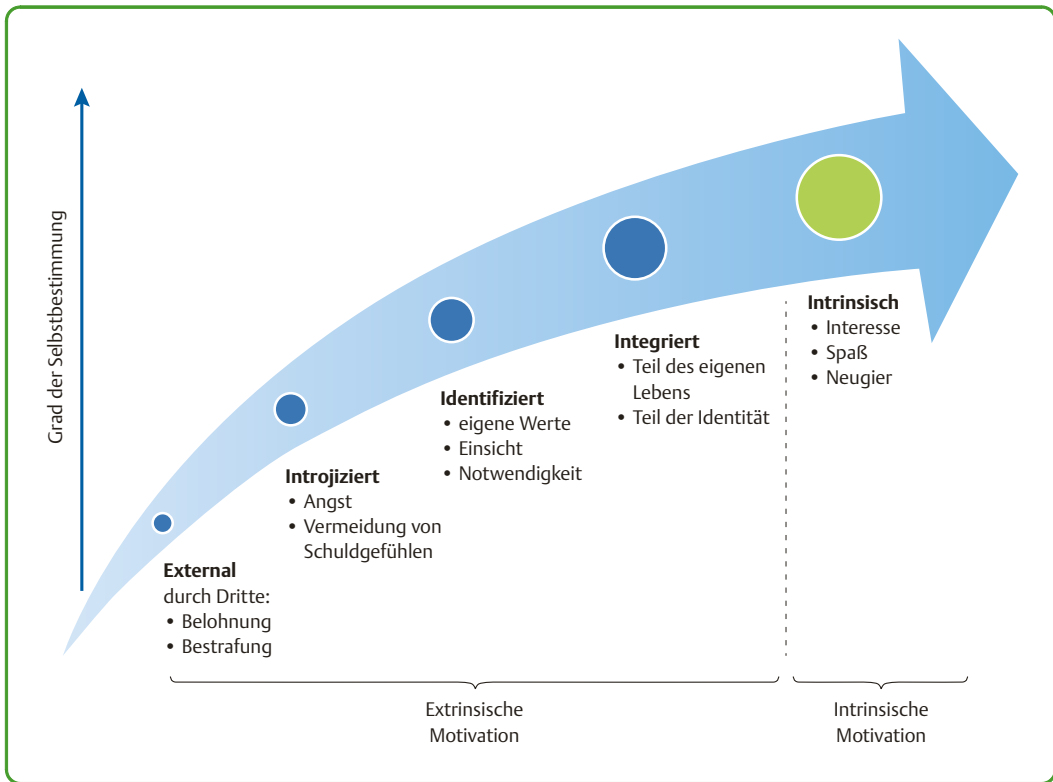 Grad der Selbstbestimmung
External
durch Dritte:
• Belohnung
• Bestrafung
Introjiziert
• Angst
• Vermeidung von
Schuldgefühlen
Identifiziert
• eigene Werte
• Einsicht
• Notwendigkeit
Integriert
• Teil des eigenen
Lebens
• Teil der Identität
Intrinsisch
• Interesse
• Spaß
• Neugier
Extrinsische
Motivation
Intrinsische
Motivation